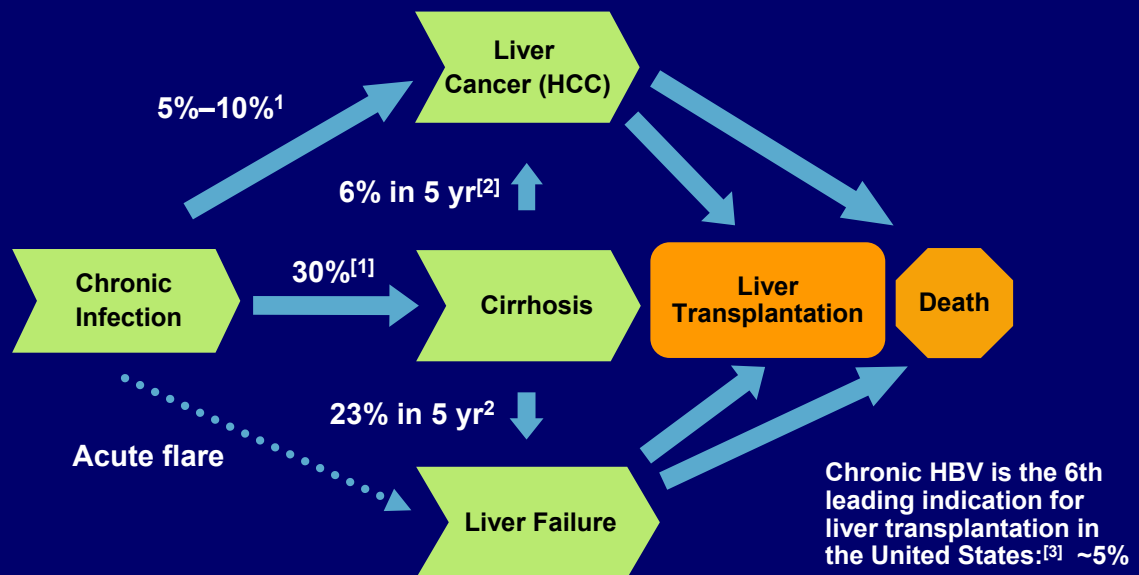 Liver
Cancer (HCC)
5%–10%¹
6% in 5 yr[2]
Chronic
Infection
30%[1]
Cirrhosis
Liver
Transplantation
Death
23% in 5 yr²
Acute flare
Liver Failure
Chronic HBV is the 6th
leading indication for
liver transplantation in
the United States:[3] ~5%